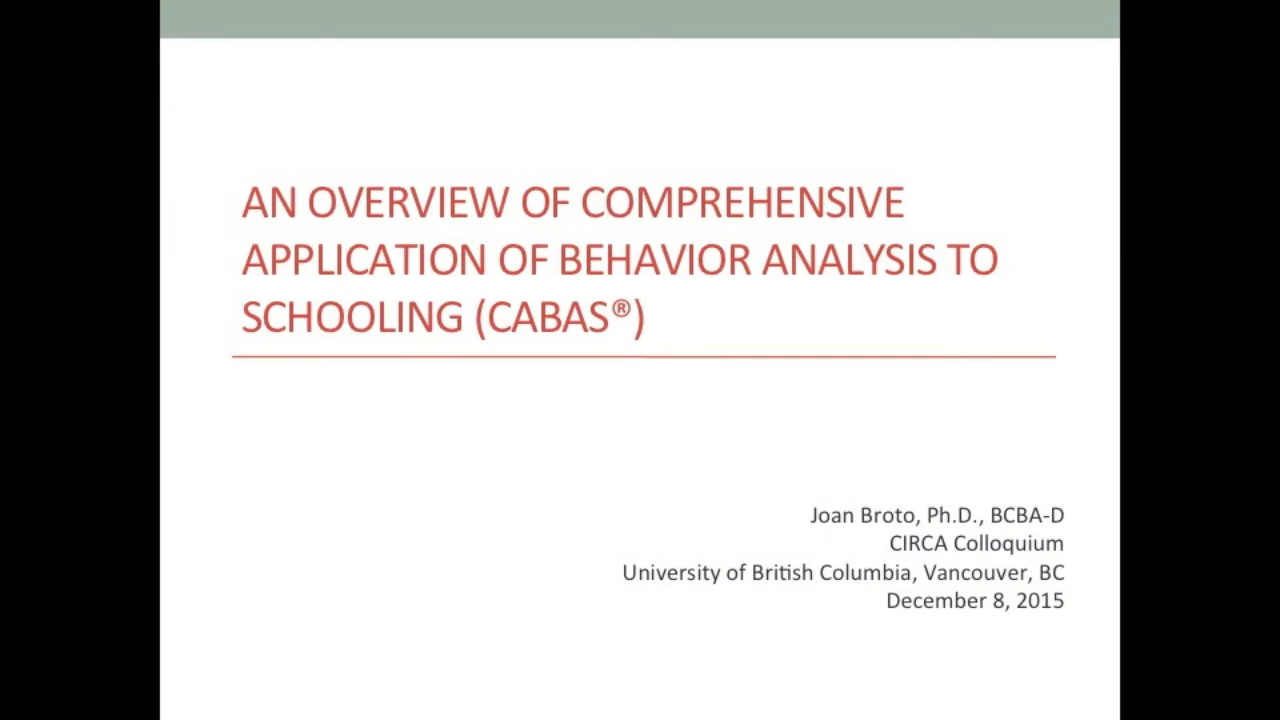 AN OVERVIEW OF COMPREHENSIVE
APPLICATION OF BEHAVIOR ANALYSIS TO
SCHOOLING (CABAS®)
Joan Broto, Ph.D., BCBA-D
CIRCA Colloquium
University of British Columbia, Vancouver, BC
December 8, 2015